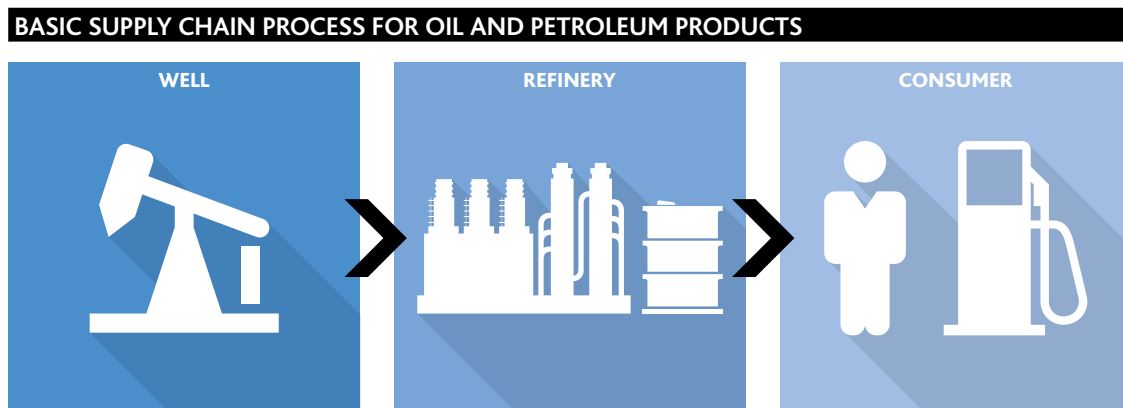 BASIC SUPPLY CHAIN PROCESS FOR OIL AND PETROLEUM PRODUCTS
WELL
REFINERY
CONSUMER